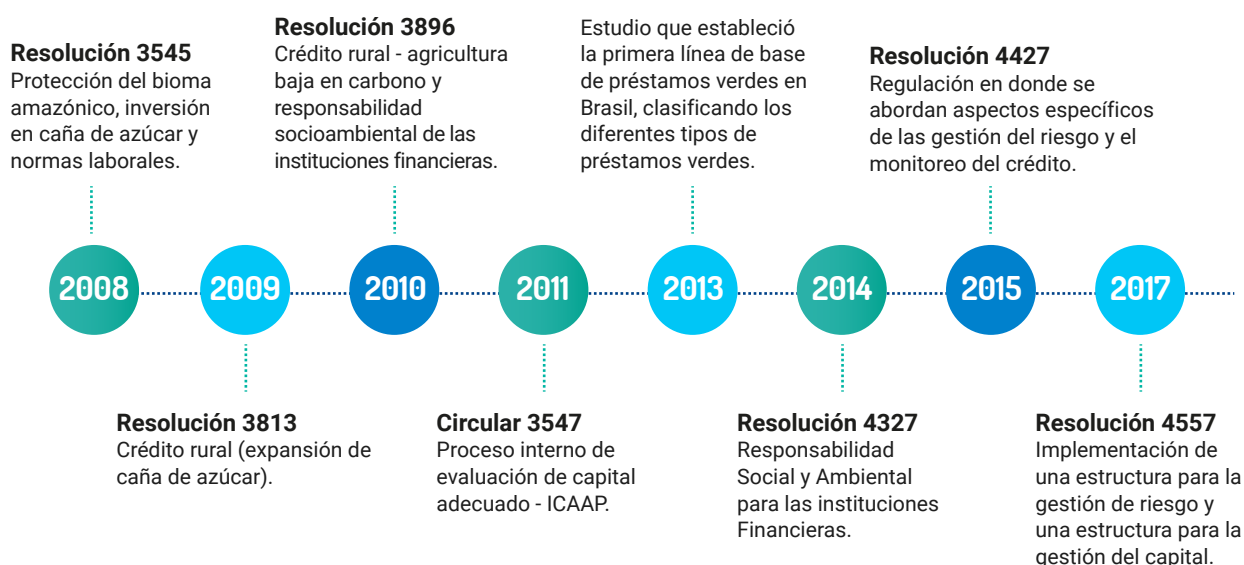 Resolución 3545
Protección del bioma
amazónico, inversión
en caña de azúcar y
normas laborales.
Resolución 3896
Crédito rural - agricultura
baja en carbono y
responsabilidad
socioambiental de las
instituciones financieras.
Estudio que estableció
la primera línea de base
de préstamos verdes en
Brasil, clasificando los
diferentes tipos de
préstamos verdes.
Resolución 4427
Regulación en donde se
abordan aspectos específicos
de las gestión del riesgo y el
monitoreo del crédito.
2008
2009
2010
2011
2013
2014
2015
2017
Resolución 3813
Crédito rural (expansión de
caña de azúcar).
Circular 3547
Proceso interno de
evaluación de capital
adecuado - ICAAP.
Resolución 4327
Responsabilidad
Social y Ambiental
para las instituciones
Financieras.
Resolución 4557
Implementación de
una estructura para la
gestión de riesgo y
una estructura para la
gestión del capital.